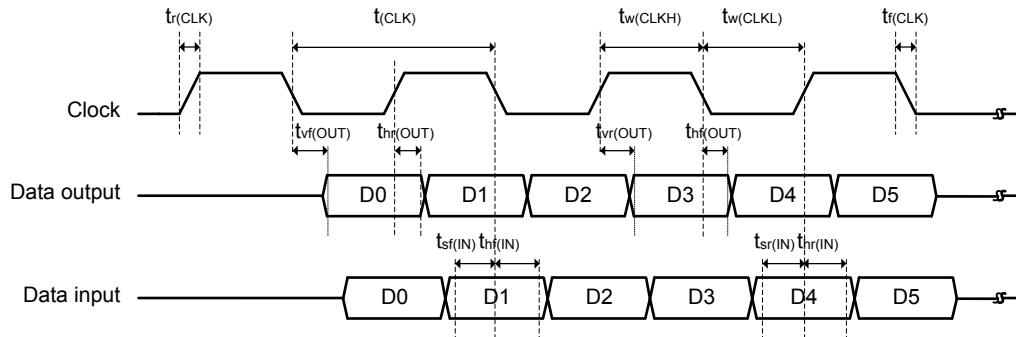 tr(CLK) t(CLK) tw(CLKH) tw(CLKL) tf(CLK)
Clock
tvf(OUT) thr(OUT) tvr(OUT) thf(OUT)
Data output D0 D1 D2 D3 D4 D5
tsf(IN) thf(IN) tsr(IN) thr(IN)
Data input D0 D1 D2 D3 D4 D5